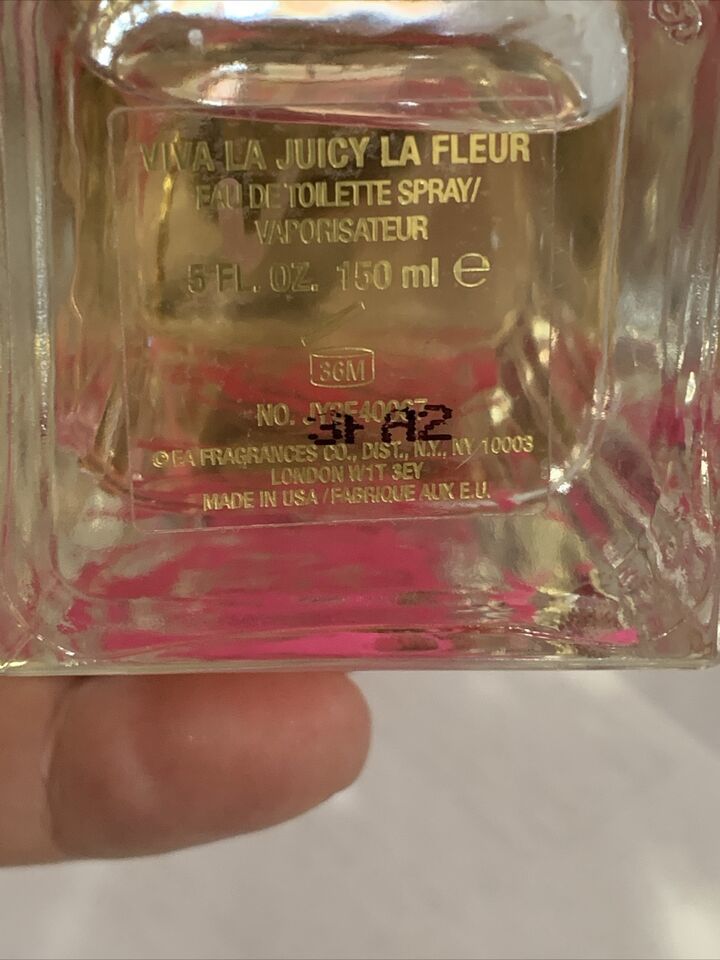 VIVA LA JUICY LA FLEUR
EAU DE TOILETTE SPRAY/
VAPORISATEUR
5 FL. OZ. 150 ml ℮
36M
NO.
3FA2
© EA FRAGRANCES CO., DIST., N.Y., NY 10003
LONDON W1T 3EY
MADE IN USA / FABRIQUE AUX E.U.